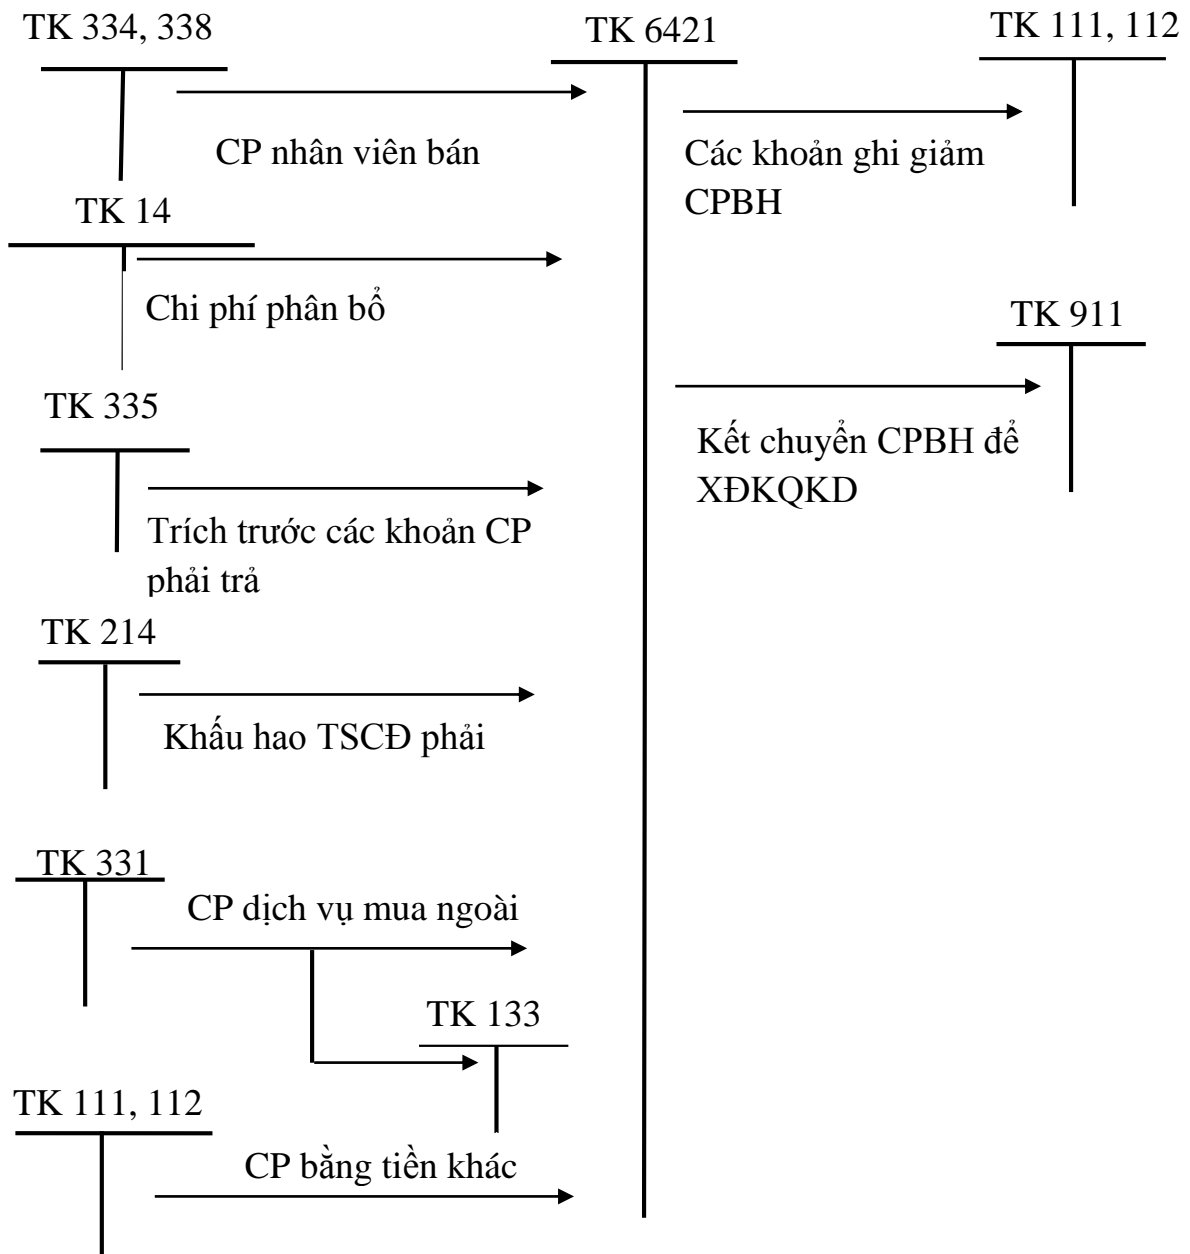 TK 334, 338
TK 6421
TK 111, 112
CP nhân viên bán
Các khoản ghi giảm
CPBH
TK 14
Chi phí phân bổ
TK 911
TK 335
Kết chuyển CPBH để
XĐKQKD
Trích trước các khoản CP
phải trả
TK 214
Khấu hao TSCĐ phải
TK 331
CP dịch vụ mua ngoài
TK 133
TK 111, 112
CP bằng tiền khác